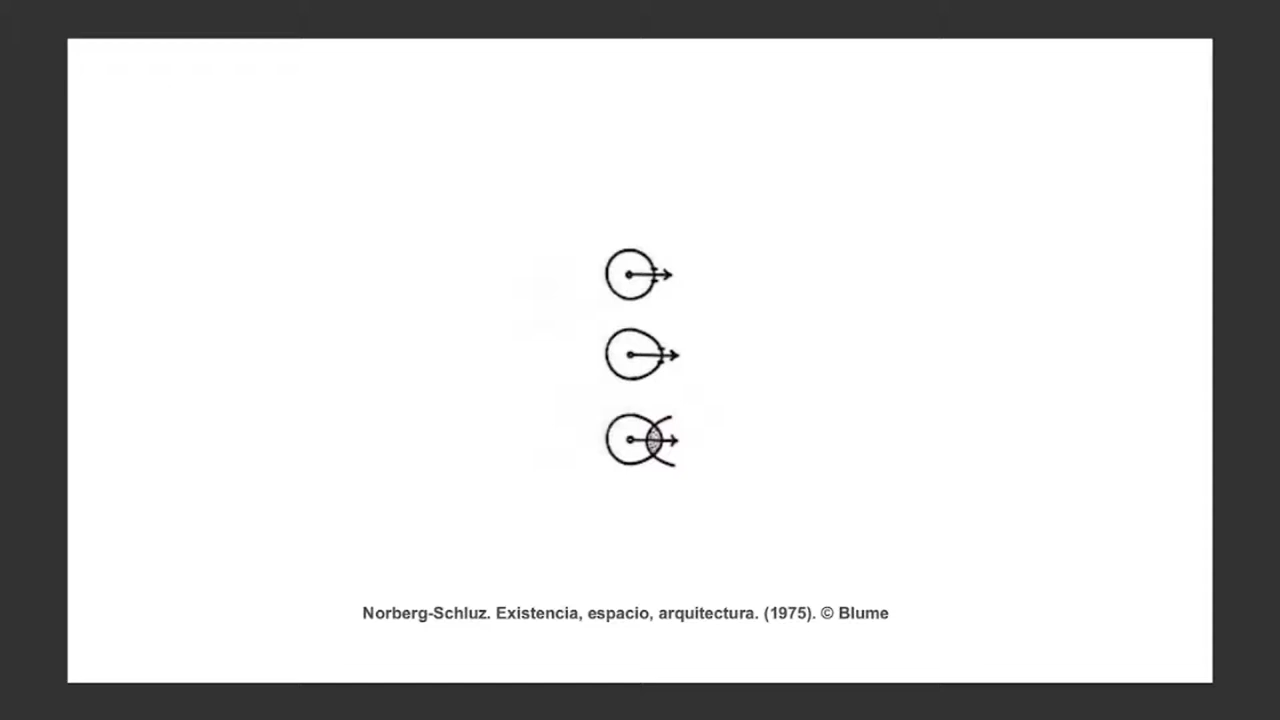 Norberg-Schluz. Existencia, espacio, arquitectura. (1975). © Blume